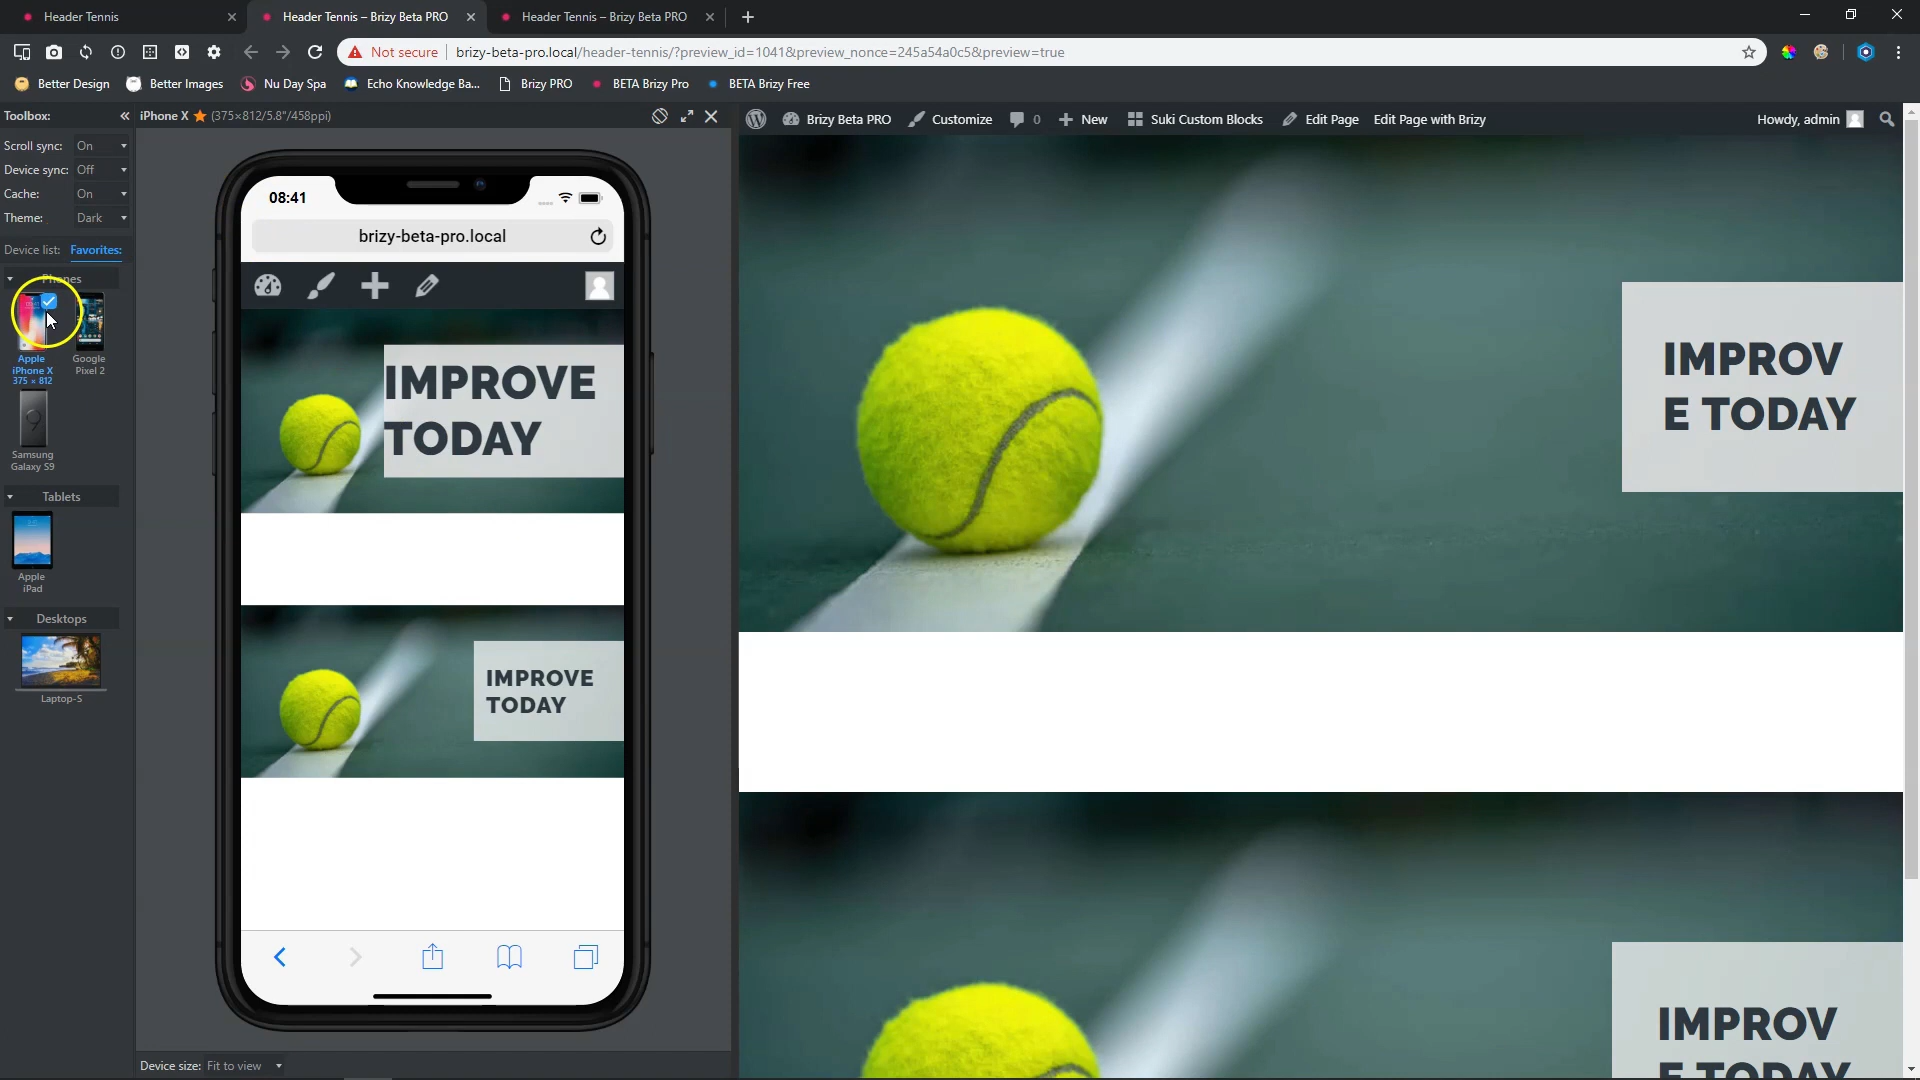 Header Tennis
Header Tennis – Brizy Beta PRO
Header Tennis – Brizy Beta PRO
Not secure
brizy-beta-pro.local/header-tennis/?preview_id=1041&preview_nonce=245a54a0c5&preview=true
Better Design
Better Images
Nu Day Spa
Echo Knowledge Ba...
Brizy PRO
BETA Brizy Pro
BETA Brizy Free
Toolbox:
iPhone X (375×812/5.8"/458ppi)
Scroll sync: On
Device sync: Off
Cache: On
Theme: Dark
Device list: Favorites:
Phones
Apple
iPhone X
375 × 812
Google
Pixel 2
9
Samsung
Galaxy S9
Tablets
Apple
iPad
Desktops
Laptop-S
08:41
brizy-beta-pro.local
IMPROVE
TODAY
IMPROVE
TODAY
Device size: Fit to view
Brizy Beta PRO
Customize
0
New
Suki Custom Blocks
Edit Page
Edit Page with Brizy
Howdy, admin
IMPROV
E TODAY
IMPROV
E TODAY